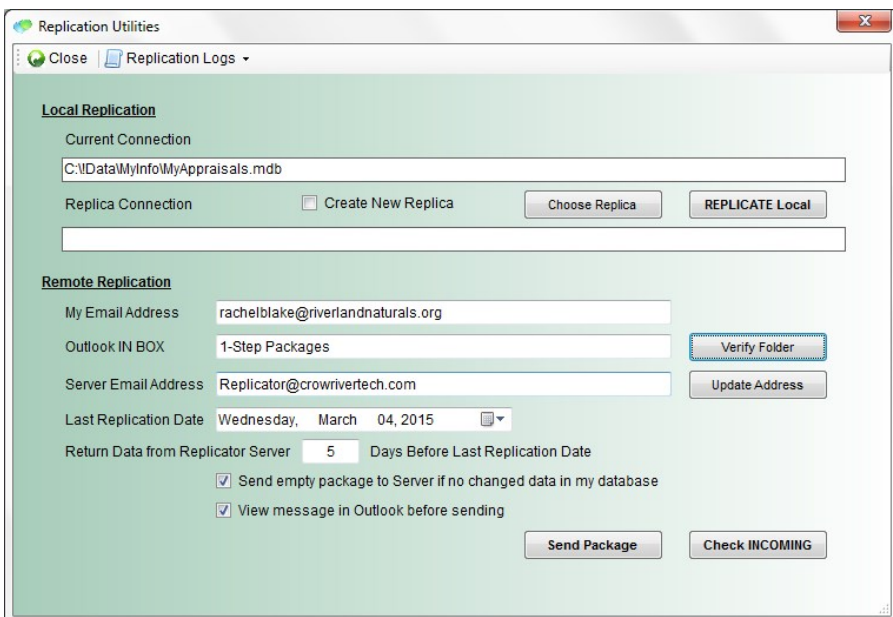 Replication Utilities
Close Replication Logs
Local Replication
Current Connection
C:\!Data\MyInfo\MyAppraisals.mdb
Replica Connection Create New Replica Choose Replica REPLICATE Local
Remote Replication
My Email Address rachelblake@riverlandnaturals.org
Outlook IN BOX 1-Step Packages Verify Folder
Server Email Address Replicator@crowrivertech.com Update Address
Last Replication Date Wednesday, March 04, 2015
Return Data from Replicator Server 5 Days Before Last Replication Date
Send empty package to Server if no changed data in my database
View message in Outlook before sending
Send Package Check INCOMING